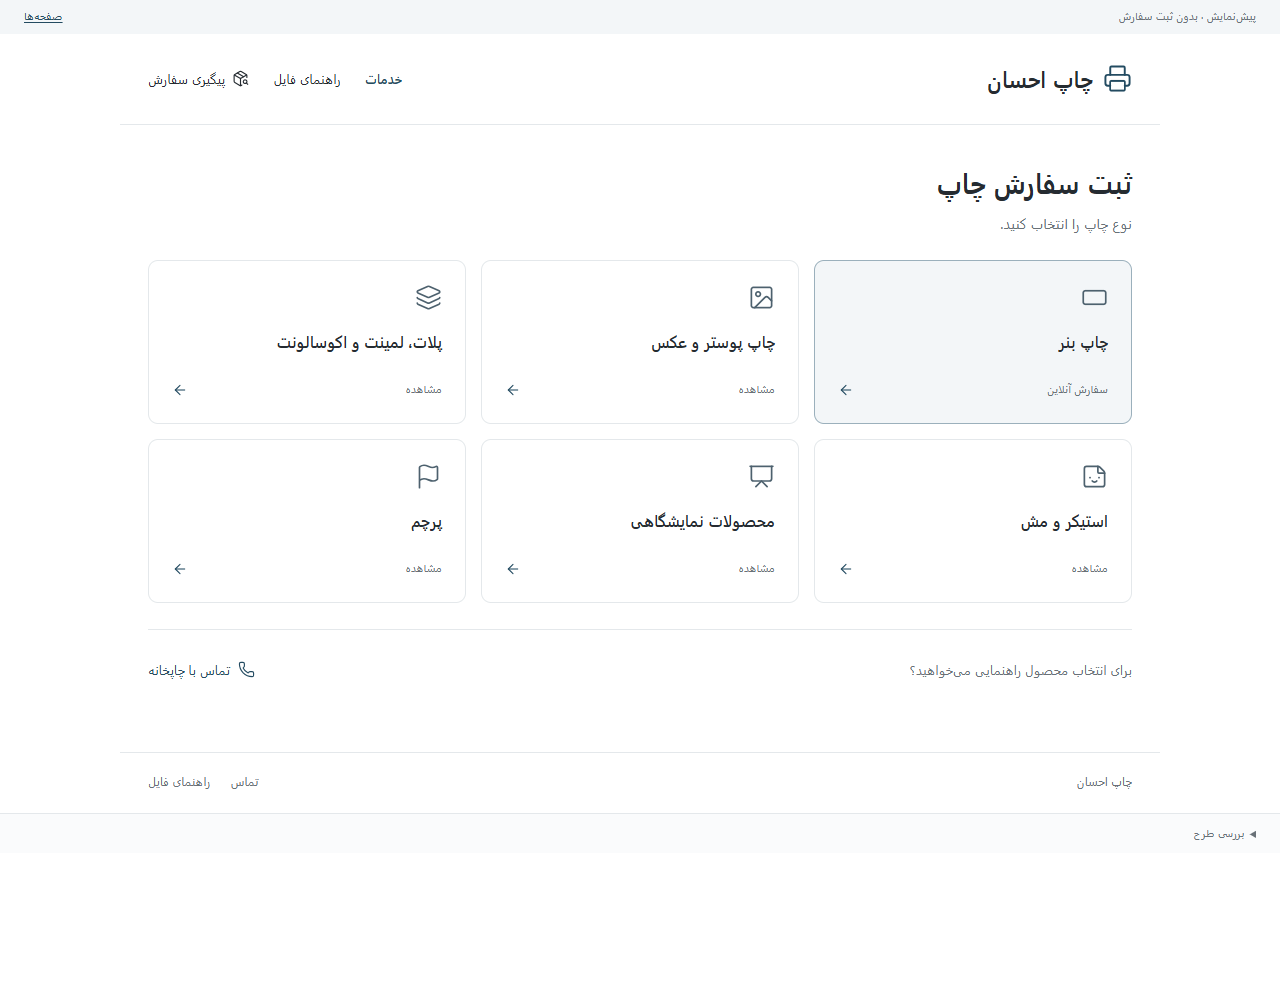 پیش‌نمایش · بدون ثبت سفارش
صفحه‌ها
چاپ احسان
خدمات
راهنمای فایل
پیگیری سفارش
ثبت سفارش چاپ
نوع چاپ را انتخاب کنید.
چاپ بنر
سفارش آنلاین
چاپ پوستر و عکس
مشاهده
پلات، لمینت و اکوسالونت
مشاهده
استیکر و مش
مشاهده
محصولات نمایشگاهی
مشاهده
پرچم
مشاهده
برای انتخاب محصول راهنمایی می‌خواهید؟
تماس با چاپخانه
چاپ احسان
تماس
راهنمای فایل
بررسی طرح